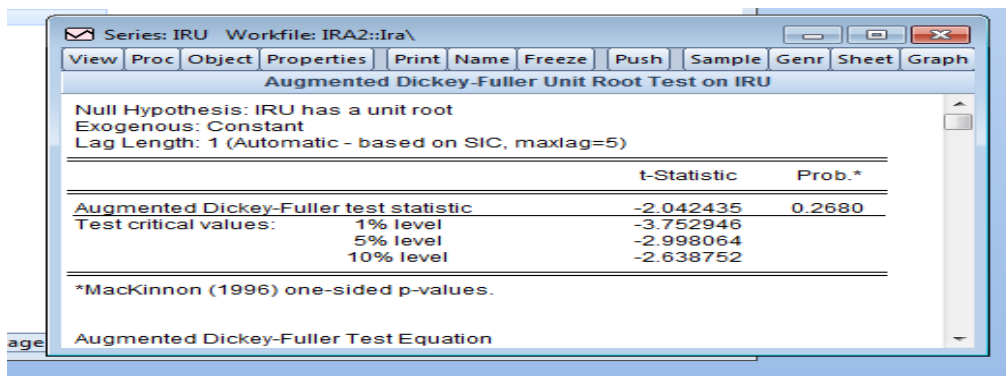 Series: IRU Workfile: IRA2::Ira\
View Proc Object Properties Print Name Freeze Push Sample Genr Sheet Graph
Augmented Dickey-Fuller Unit Root Test on IRU
Null Hypothesis: IRU has a unit root
Exogenous: Constant
Lag Length: 1 (Automatic - based on SIC, maxlag=5)
t-Statistic Prob.*
Augmented Dickey-Fuller test statistic -2.042435 0.2680
Test critical values: 1% level -3.752946
5% level -2.998064
10% level -2.638752
*MacKinnon (1996) one-sided p-values.
Augmented Dickey-Fuller Test Equation
age